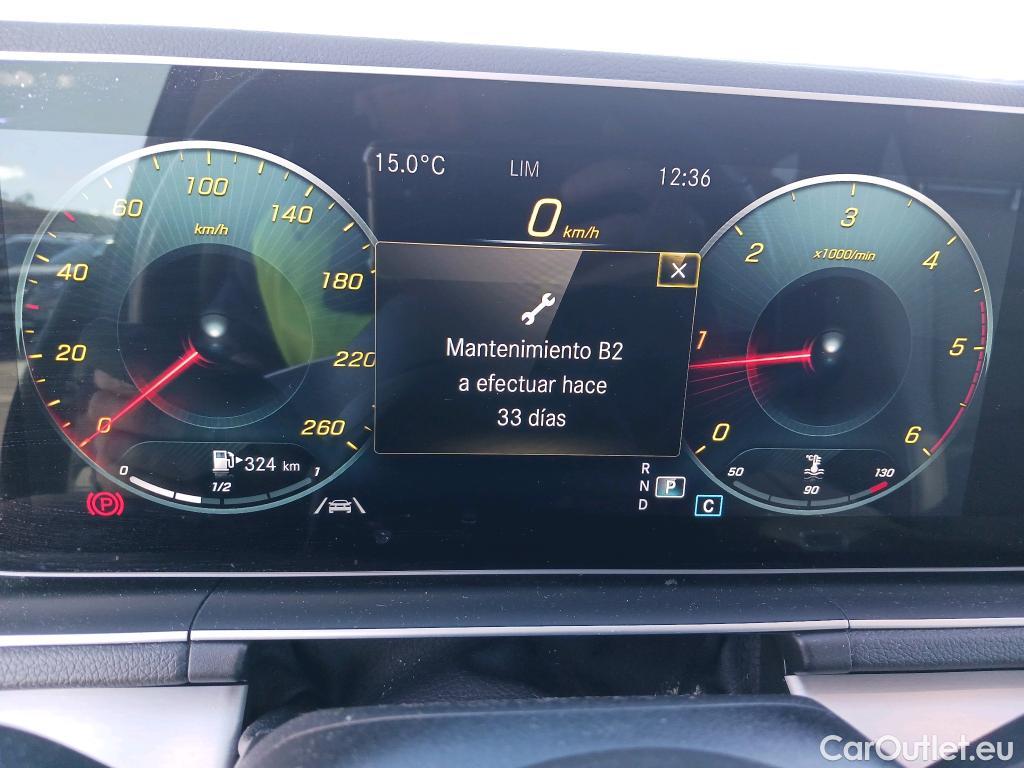 15.0°C LIM 12:36
0 km/h
0 20 40 60 100 140 180 220 260
km/h
Mantenimiento B2
a efectuar hace
33 días
0 1 2 3 4 5 6
x1000/min
0 1/2 1
324 km
R
N P
D
C
50 90 130
°C
(P)
CarOutlet.eu